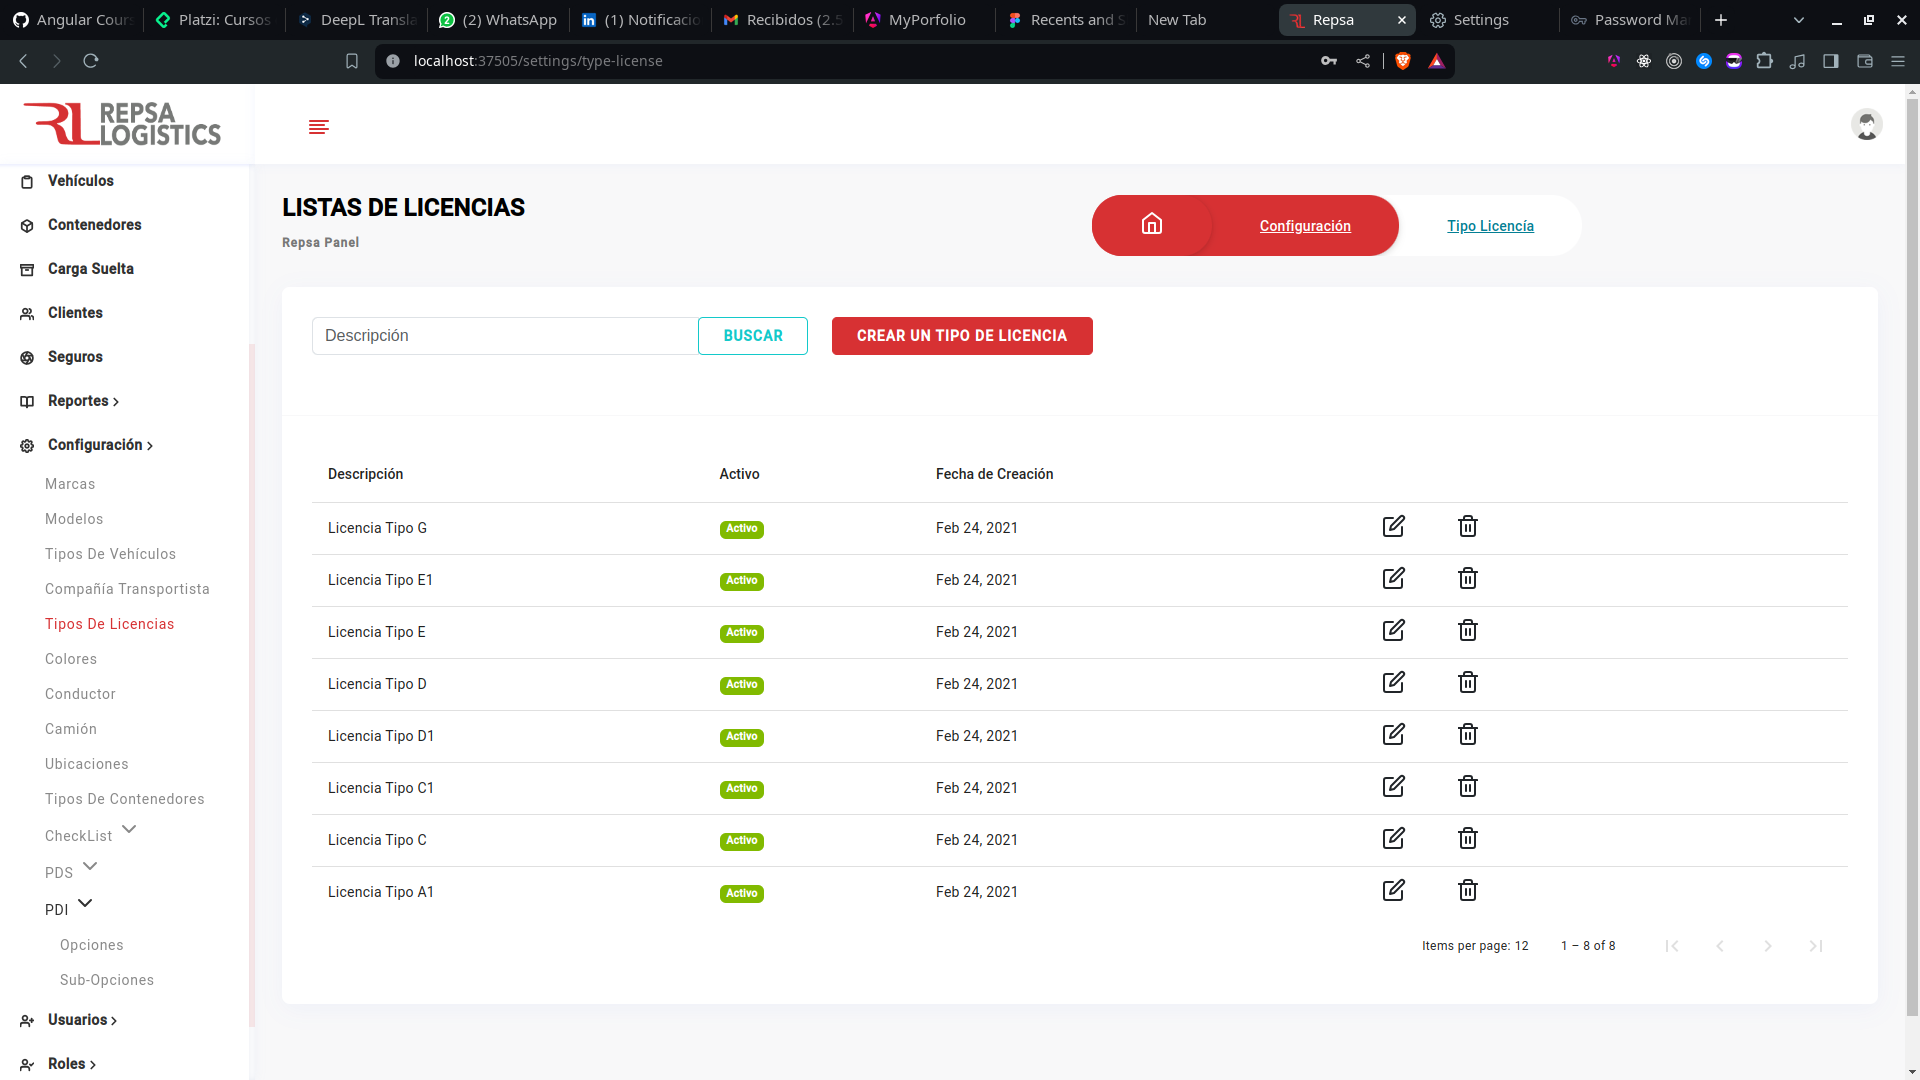 Angular Cours
Platzi: Cursos
DeepL Transla
(2) WhatsApp
(1) Notificacio
Recibidos (2.5
MyPorfolio
Recents and S
New Tab
Repsa
Settings
Password Ma
localhost:37505/settings/type-license
REPSA
LOGISTICS
Vehículos
Contenedores
Carga Suelta
Clientes
Seguros
Reportes
Configuración
Marcas
Modelos
Tipos De Vehículos
Compañía Transportista
Tipos De Licencias
Colores
Conductor
Camión
Ubicaciones
Tipos De Contenedores
CheckList
PDS
PDI
Opciones
Sub-Opciones
Usuarios
Roles
LISTAS DE LICENCIAS
Repsa Panel
Configuración
Tipo Licencía
Descripción
BUSCAR
CREAR UN TIPO DE LICENCIA
Descripción Activo Fecha de Creación
Licencia Tipo G Activo Feb 24, 2021
Licencia Tipo E1 Activo Feb 24, 2021
Licencia Tipo E Activo Feb 24, 2021
Licencia Tipo D Activo Feb 24, 2021
Licencia Tipo D1 Activo Feb 24, 2021
Licencia Tipo C1 Activo Feb 24, 2021
Licencia Tipo C Activo Feb 24, 2021
Licencia Tipo A1 Activo Feb 24, 2021
Items per page: 12 1 – 8 of 8